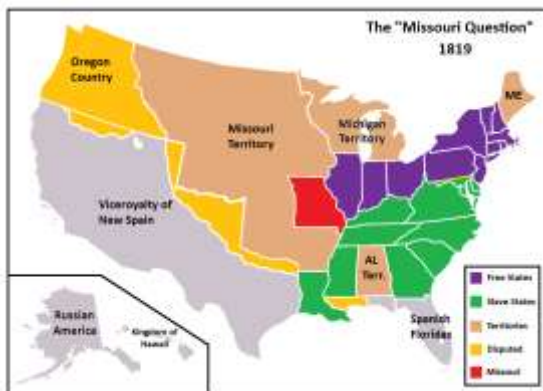 The "Missouri Question"
1819
Oregon
Country
ME
Missouri
Territory
Michigan
Territory
Viceroyalty of
New Spain
AL
Terr.
Spanish
Floridas
Russian
America
Kingdom of
Hawaii
Free States
Slave States
Territories
Disputed
Missouri